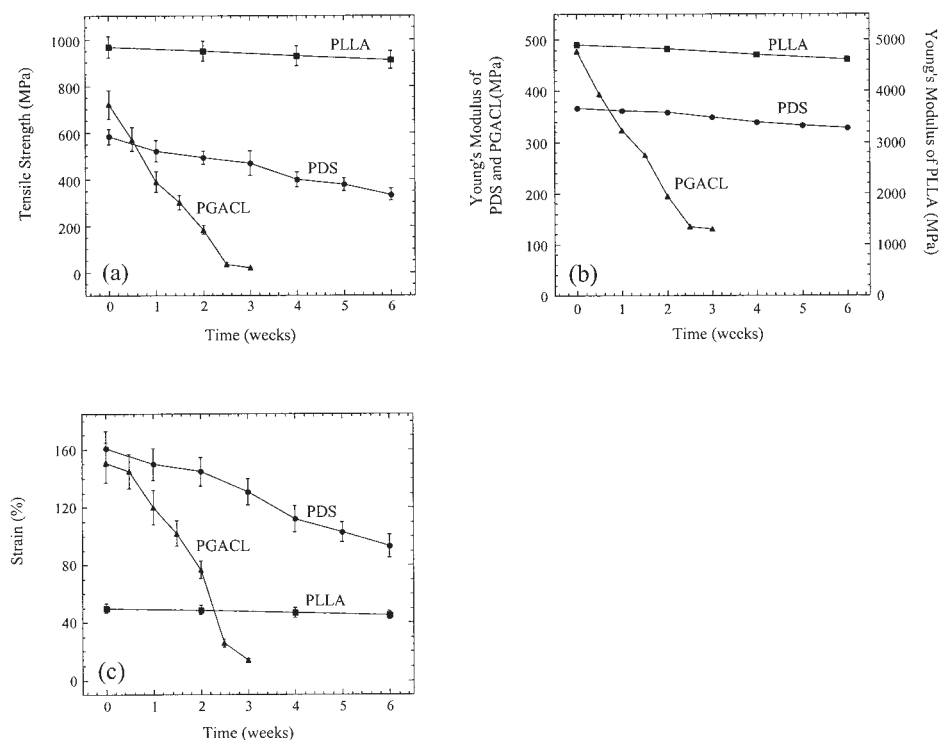 1000
800
600
400
200
0
Tensile Strength (MPa)
PLLA
PDS
PGACL
(a)
0 1 2 3 4 5 6
Time (weeks)
500
400
300
200
100
0
Young's Modulus of
PDS and PGACL(MPa)
PLLA
PDS
PGACL
(b)
5000
4000
3000
2000
1000
0
Young's Modulus of PLLA (MPa)
0 1 2 3 4 5 6
Time (weeks)
160
120
80
40
0
Strain (%)
PDS
PGACL
PLLA
(c)
0 1 2 3 4 5 6
Time (weeks)